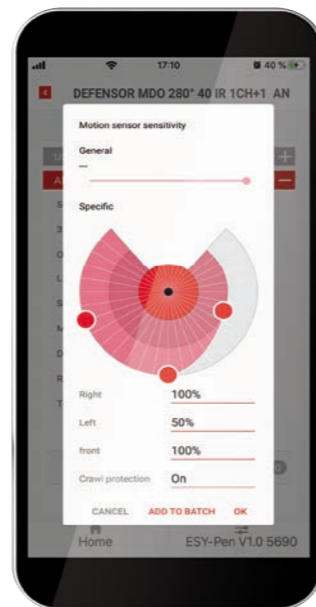 17:10
40 %
DEFENSOR MDO 280° 40 IR 1CH+1 AN
Motion sensor sensitivity
General
—
Specific
Right 100%
Left 50%
front 100%
Crawl protection On
CANCEL ADD TO BATCH OK
Home ESY-Pen V1.0 5690